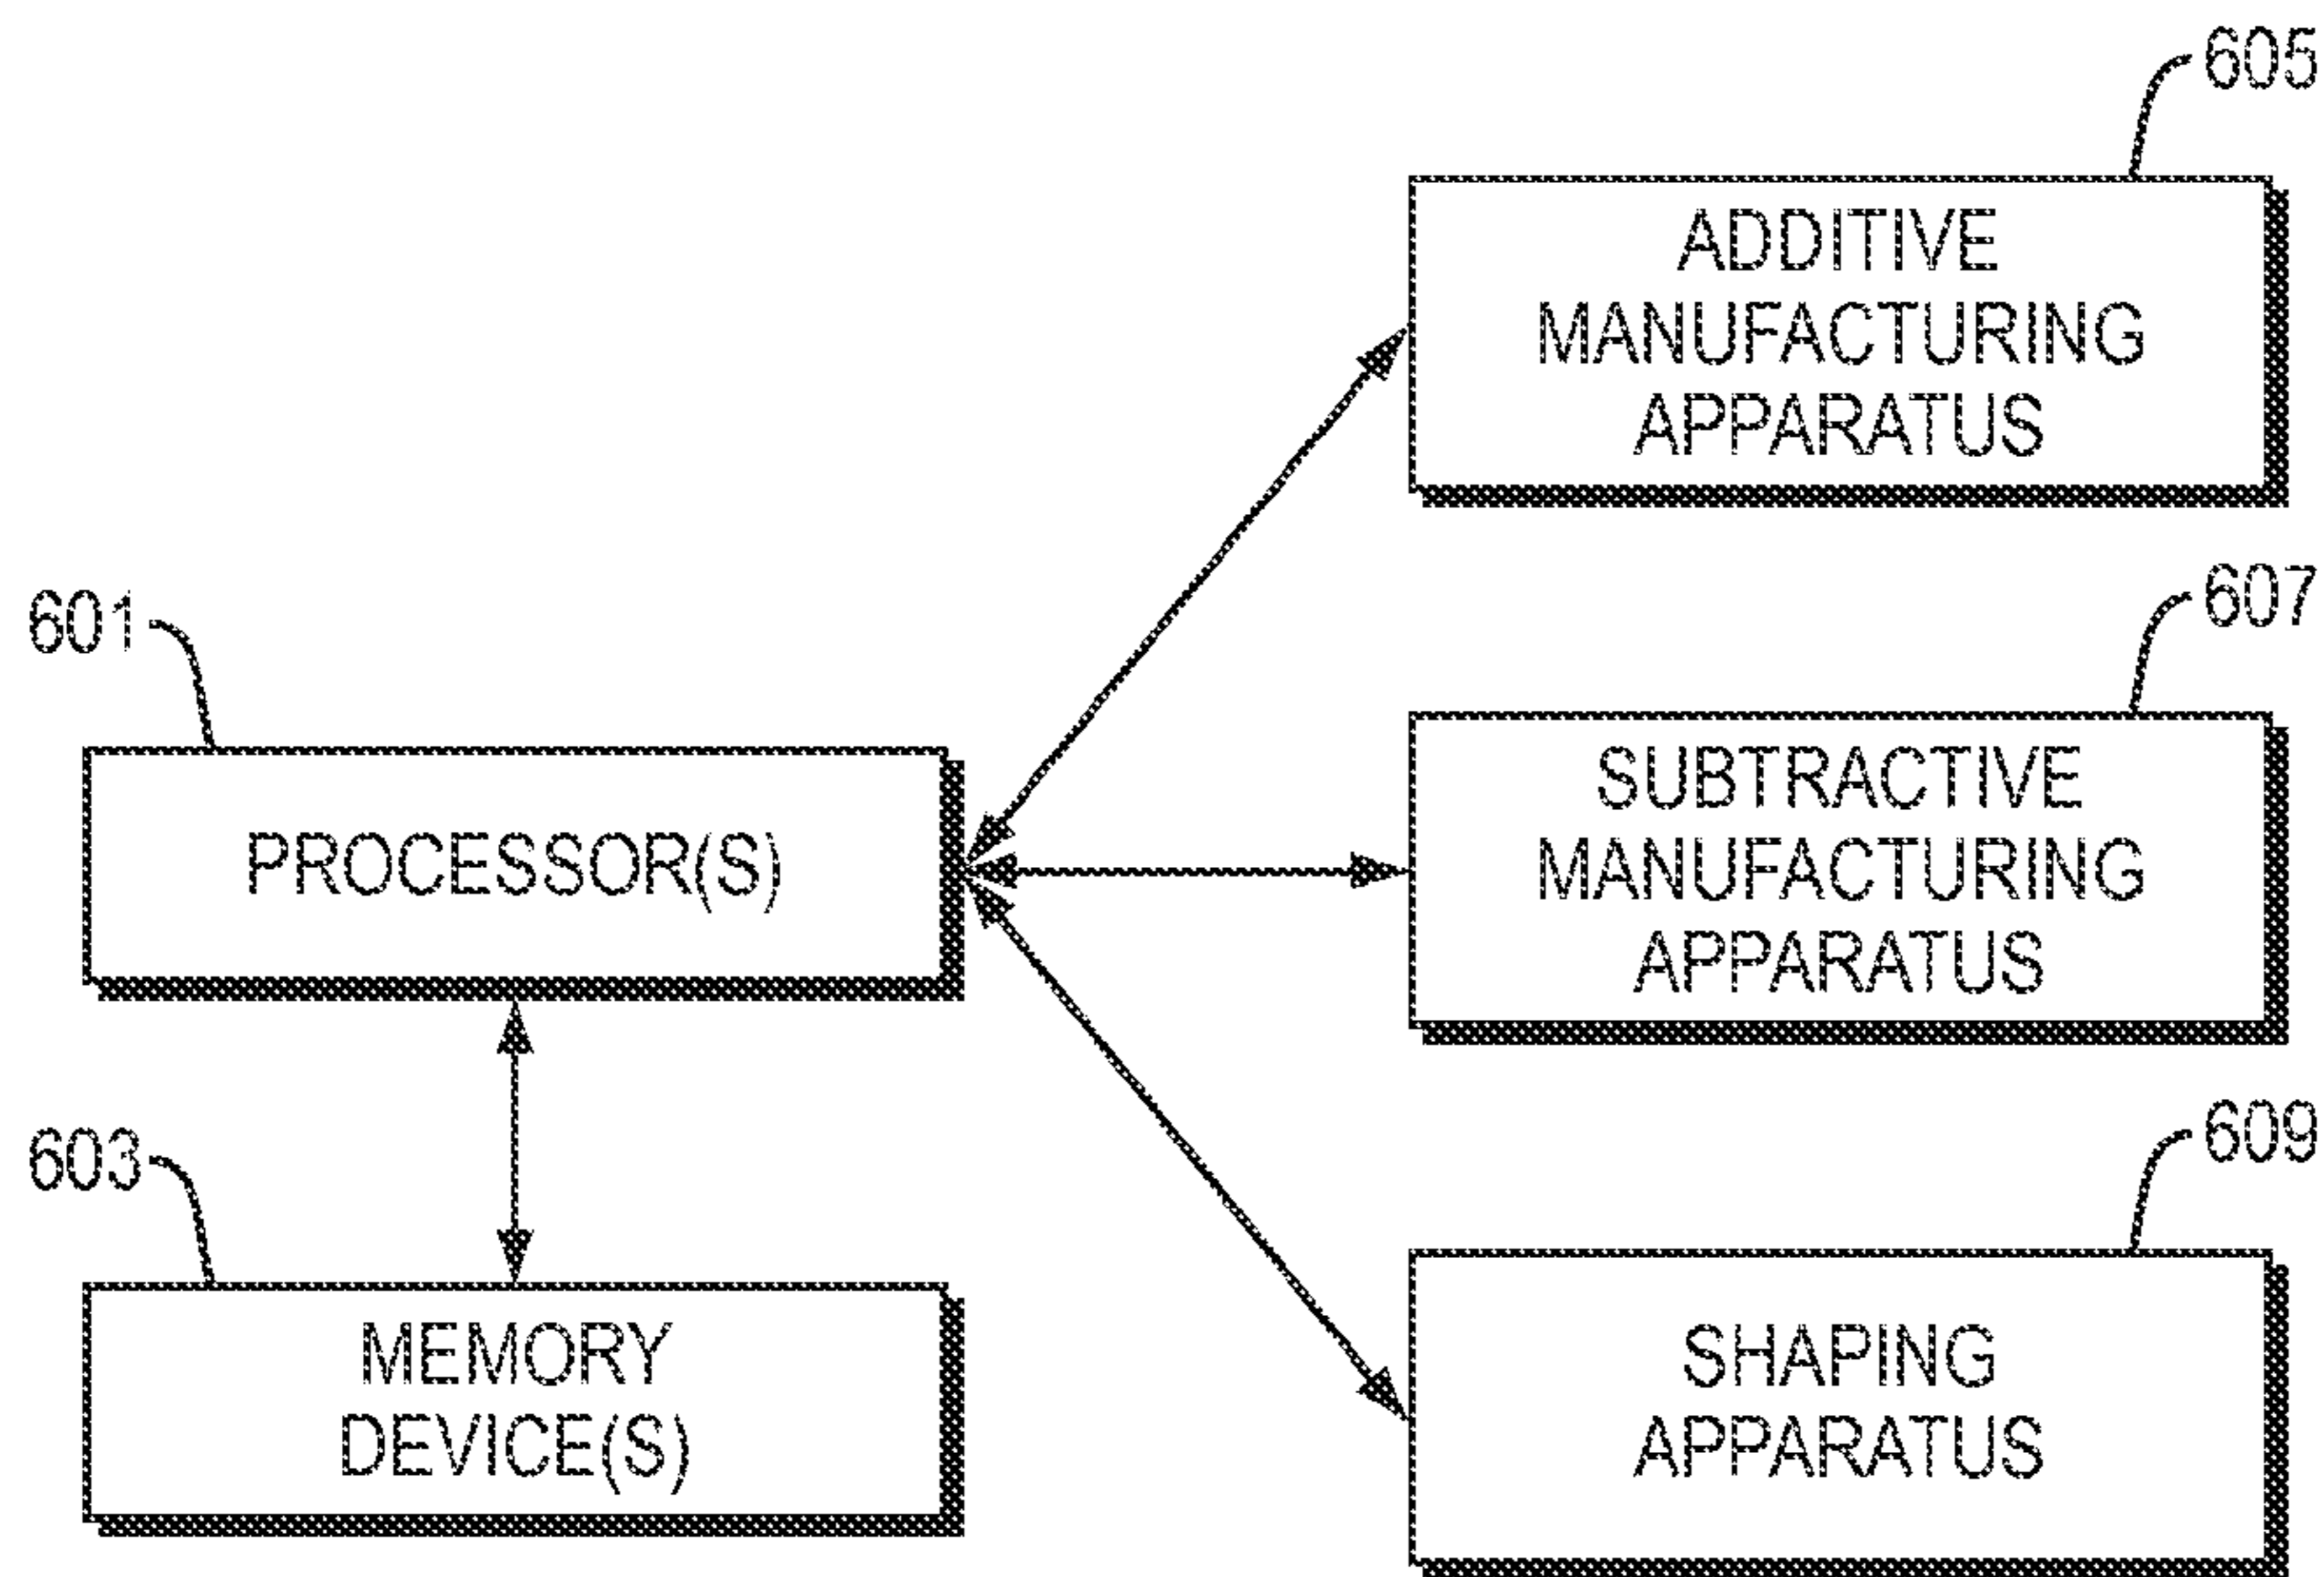 605
ADDITIVE
MANUFACTURING
APPARATUS
601
PROCESSOR(S)
607
SUBTRACTIVE
MANUFACTURING
APPARATUS
603
MEMORY
DEVICE(S)
609
SHAPING
APPARATUS